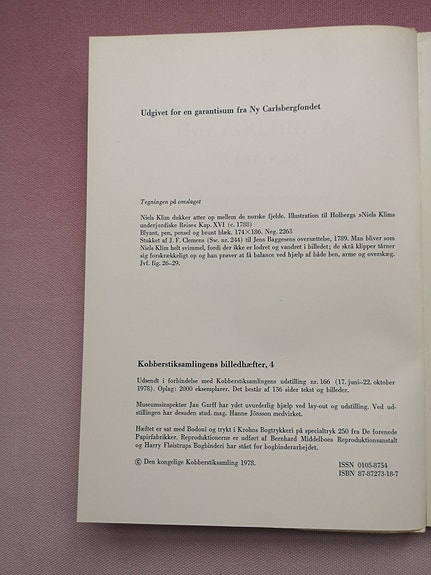 Udgivet for en garantisum fra Ny Carlsbergfondet
Tegningen på omslaget
Niels Klim dukker atter op mellem de norske fjelde. Illustration til Holbergs »Niels Klims
underjordiske Reise« Kap. XVI (c. 1788)
Blyant, pen, pensel og brunt blæk. 174×186. Neg. 2263
Stukket af J. F. Clemens (Sw. nr. 244) til Jens Baggesens oversættelse, 1789. Man bliver som
Niels Klim helt svimmel, fordi der ikke er lodret og vandret i billedet; de skrå klipper tårner
sig forskrækkeligt op og han prøver at få balance ved hjælp af både hen, arme og overskæg.
Jvf. fig. 26–29.
Kobberstiksamlingens billedhæfter, 4
Udsendt i forbindelse med Kobberstiksamlingens udstilling nr. 166 (17. juni–22. oktober
1978). Oplag: 2000 eksemplarer. Det består af 136 sider tekst og billeder.
Museumsinspektør Jan Garff har ydet uvurderlig hjælp ved lay-out og udstilling. Ved ud-
stillingen har desuden stud. mag. Hanne Jönsson medvirket.
Hæftet er sat med Bodoni og trykt i Krohns Bogtrykkeri på specialtryk 250 fra De forenede
Papirfabrikker. Reproduktionerne er udført af Bernhard Middelboes Reproduktionsanstalt
og Harry Fløistrups Bogbinderi har stået for bogbinderarbejdet.
© Den kongelige Kobberstiksamling 1978.
ISSN 0105-8754
ISBN 87-87273-18-7